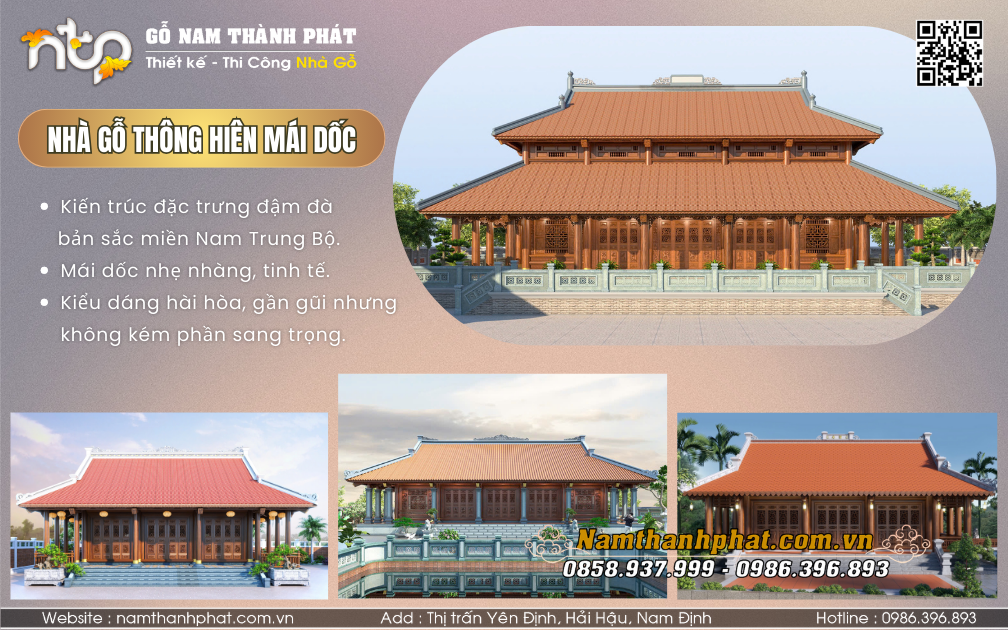 ntp
GỖ NAM THÀNH PHÁT
Thiết kế - Thi Công Nhà Gỗ
NHÀ GỖ THÔNG HIÊN MÁI DỐC
• Kiến trúc đặc trưng đậm đà
bản sắc miền Nam Trung Bộ.
• Mái dốc nhẹ nhàng, tinh tế.
• Kiểu dáng hài hòa, gần gũi nhưng
không kém phần sang trọng.
Namthanhphat.com.vn
0858.937.999 - 0986.396.893
Website : namthanhphat.com.vn
Add : Thị trấn Yên Định, Hải Hậu, Nam Định
Hotline : 0986.396.893